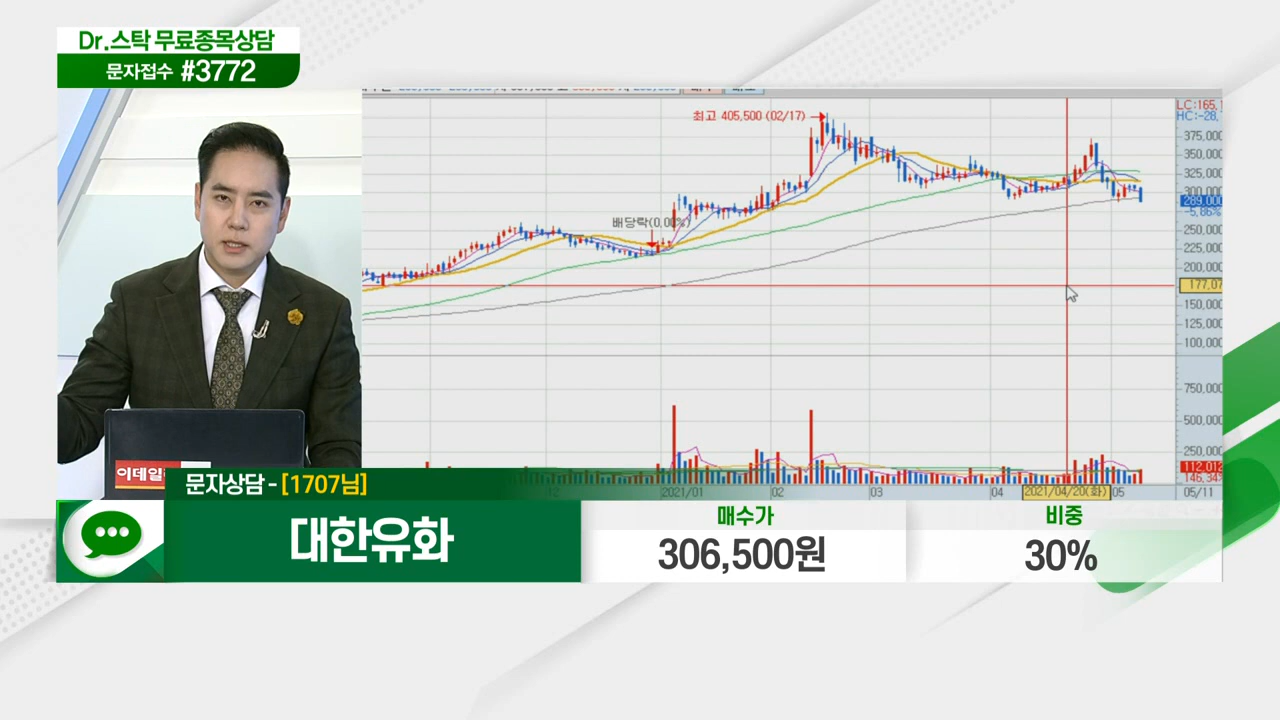 Dr.스탁 무료종목상담
문자접수 #3772
LC:165,1
HC:-28,
최고 405,500 (02/17)
375,000
350,000
325,000
300,000
289,000
-5,86%
250,000
225,000
200,000
177,07
150,000
125,000
100,000
배당락(0,00%)
750,000
500,000
250,000
112,012
146,34%
12
2021/01
02
03
04
2021/04/20(화)
05
05/11
이데일
문자상담 - [1707님]
대한유화
매수가
306,500원
비중
30%